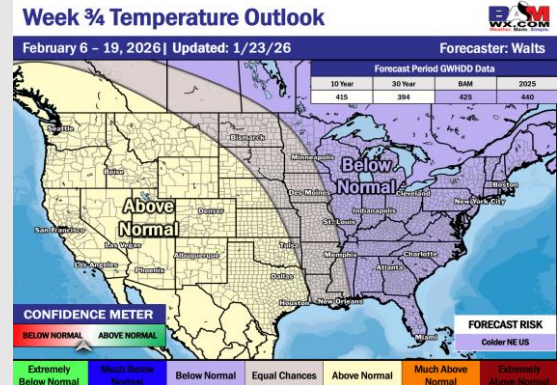 Week ¾ Temperature Outlook
BAM
WX.COM
Weather. Made. Simple.
February 6 – 19, 2026 | Updated: 1/23/26
Forecaster: Walts
Forecast Period GWHDD Data
10 Year 30 Year BAM 2025
415 394 425 440
Seattle
Bismarck
Minneapolis
Boise
Below
Normal
Boston
Des Moines
Cleveland
New York City
Above
Normal
Denver
Indianapolis
San Francisco
St. Louis
Las Vegas
Los Angeles
Albuquerque
Tulsa
Memphis
Charlotte
Phoenix
Atlanta
Dallas
Houston
New Orleans
Miami
CONFIDENCE METER
BELOW NORMAL ABOVE NORMAL
FORECAST RISK
Colder NE US
Extremely Below Normal
Much Below Normal
Below Normal
Equal Chances
Above Normal
Much Above Normal
Extremely Above Normal